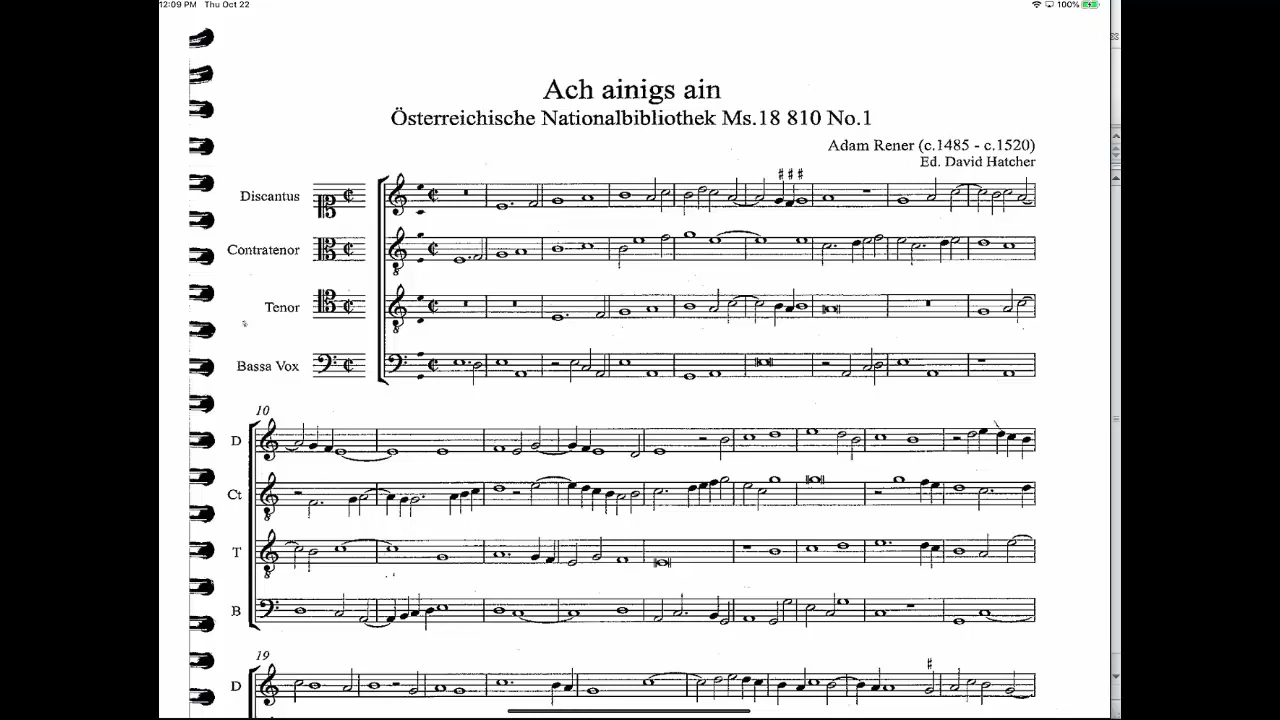 12:09 PM Thu Oct 22
100%
Ach ainigs ain
Österreichische Nationalbibliothek Ms.18 810 No.1
Adam Rener (c.1485 - c.1520)
Ed. David Hatcher
Discantus
Contratenor
Tenor
Bassa Vox
10
D
Ct
T
B
19
D